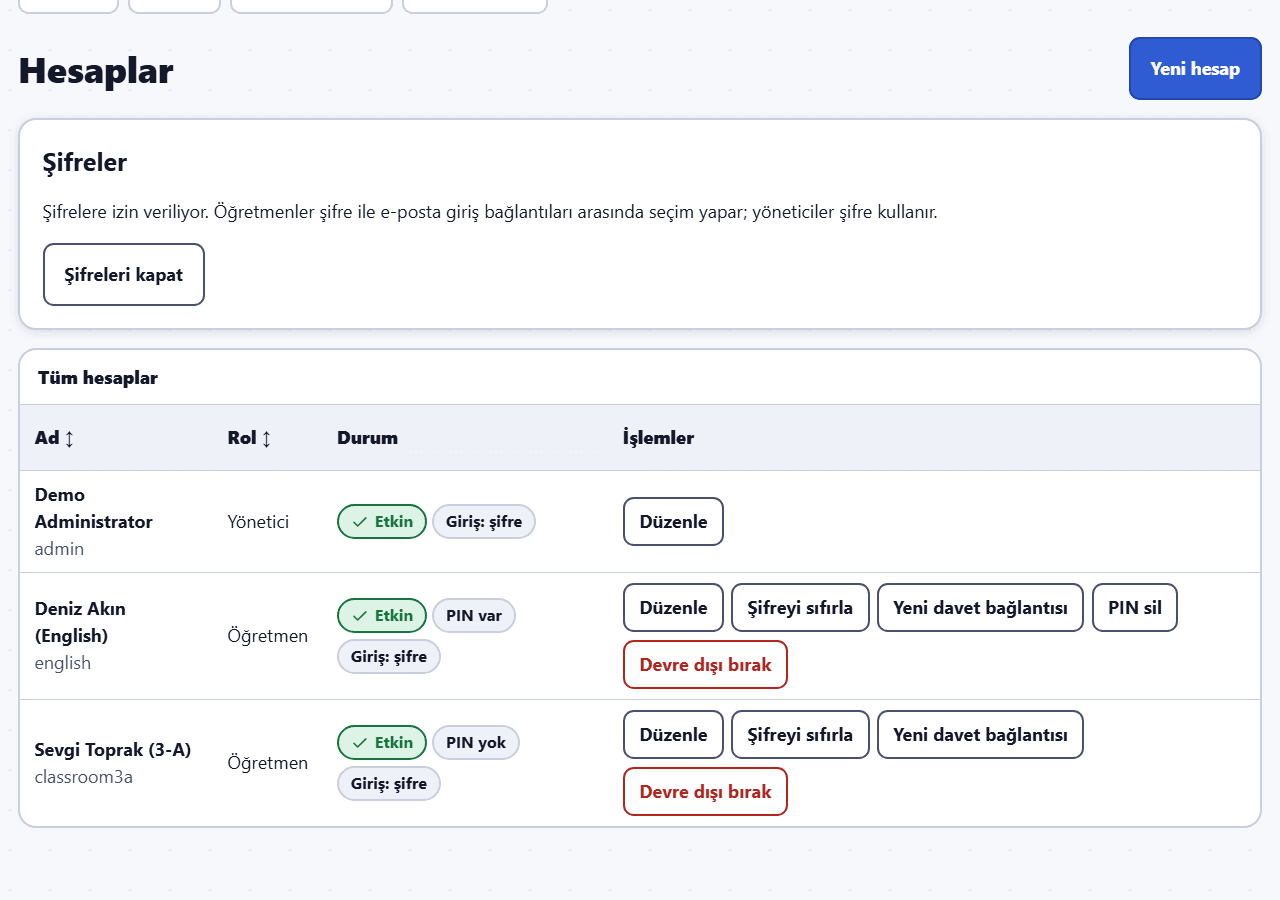 Hesaplar
Yeni hesap
Şifreler
Şifrelere izin veriliyor. Öğretmenler şifre ile e-posta giriş bağlantıları arasında seçim yapar; yöneticiler şifre kullanır.
Şifreleri kapat
Tüm hesaplar
Ad ↕ Rol ↕ Durum İşlemler
Demo
Administrator
admin
Yönetici
✓ Etkin Giriş: şifre
Düzenle
Deniz Akın
(English)
english
Öğretmen
✓ Etkin PIN var
Giriş: şifre
Düzenle Şifreyi sıfırla Yeni davet bağlantısı PIN sil
Devre dışı bırak
Sevgi Toprak (3-A)
classroom3a
Öğretmen
✓ Etkin PIN yok
Giriş: şifre
Düzenle Şifreyi sıfırla Yeni davet bağlantısı
Devre dışı bırak